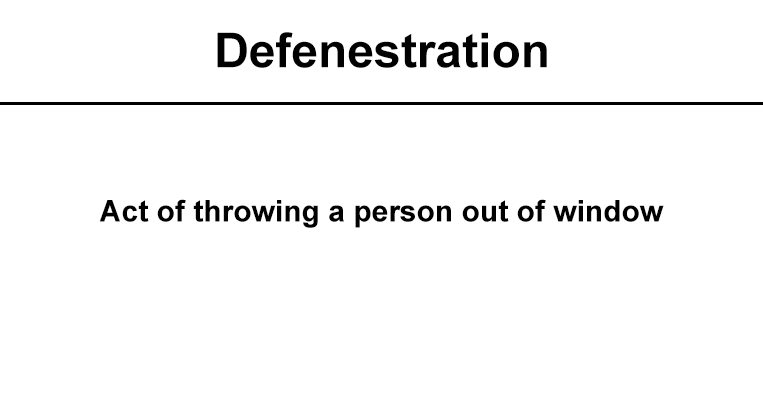 Defenestration
Act of throwing a person out of window